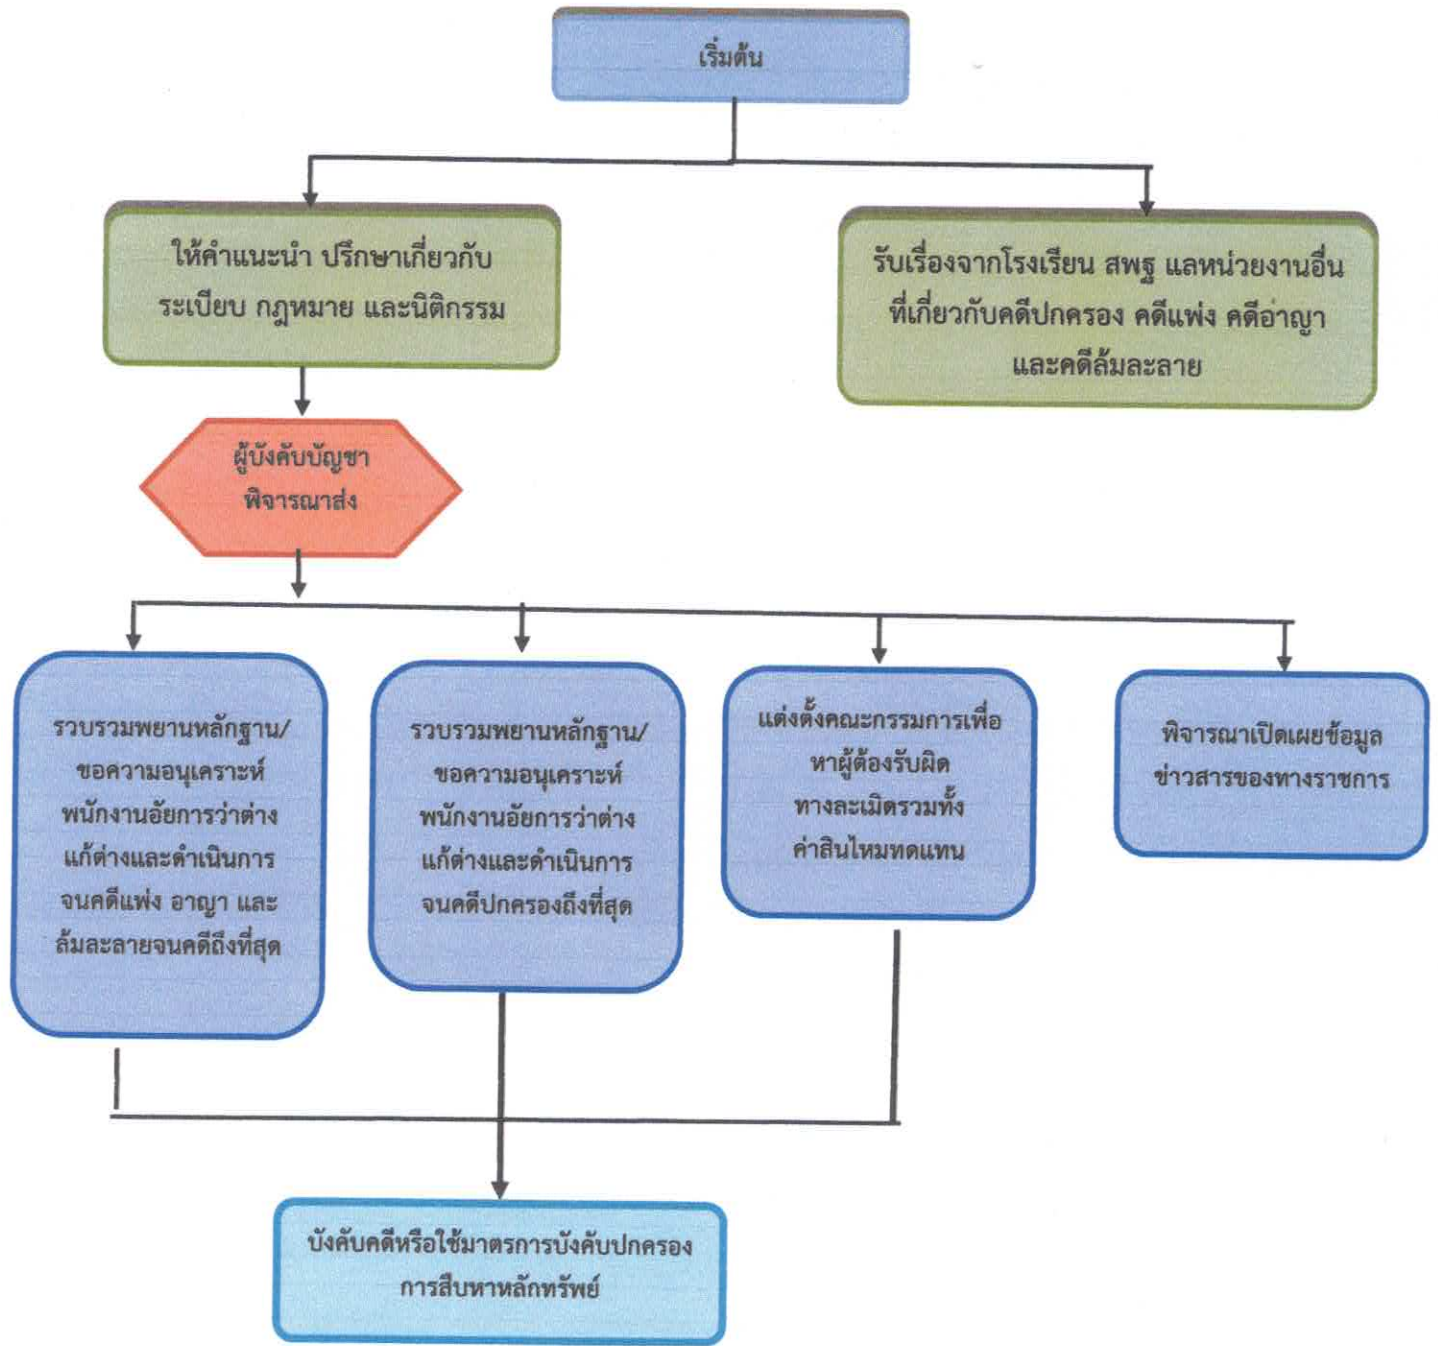 เริ่มต้น
ให้คำแนะนำ ปรึกษาเกี่ยวกับ
ระเบียบ กฎหมาย และนิติกรรม
รับเรื่องจากโรงเรียน สพฐ แลหน่วยงานอื่น
ที่เกี่ยวกับคดีปกครอง คดีแพ่ง คดีอ่าญา
และคดีล้มละลาย
ผู้บังคับบัญชา
พิจารณาส่ง
รวบรวมพยานหลักฐาน/
ขอความอนุเคราะห์
พนักงานอัยการว่าต่าง
แก้ต่างและดำเนินการ
จนคดีแพ่ง อาญา และ
ล้มละลายจนคดีถึงที่สุด
รวบรวมพยานหลักฐาน/
ขอความอนุเคราะห์
พนักงานอัยการว่าต่าง
แก้ต่างและดำเนินการ
จนคดีปกครองถึงที่สุด
แต่งตั้งคณะกรรมการเพื่อ
หาผู้ต้องรับผิด
ทางละเมิดรวมทั้ง
ค่าสินไหมทดแทน
พิจารณาเปิดเผยข้อมูล
ข่าวสารของทางราชการ
บังคับคดีหรือใช้มาตรการบังคับปกครอง
การสืบหาหลักทรัพย์